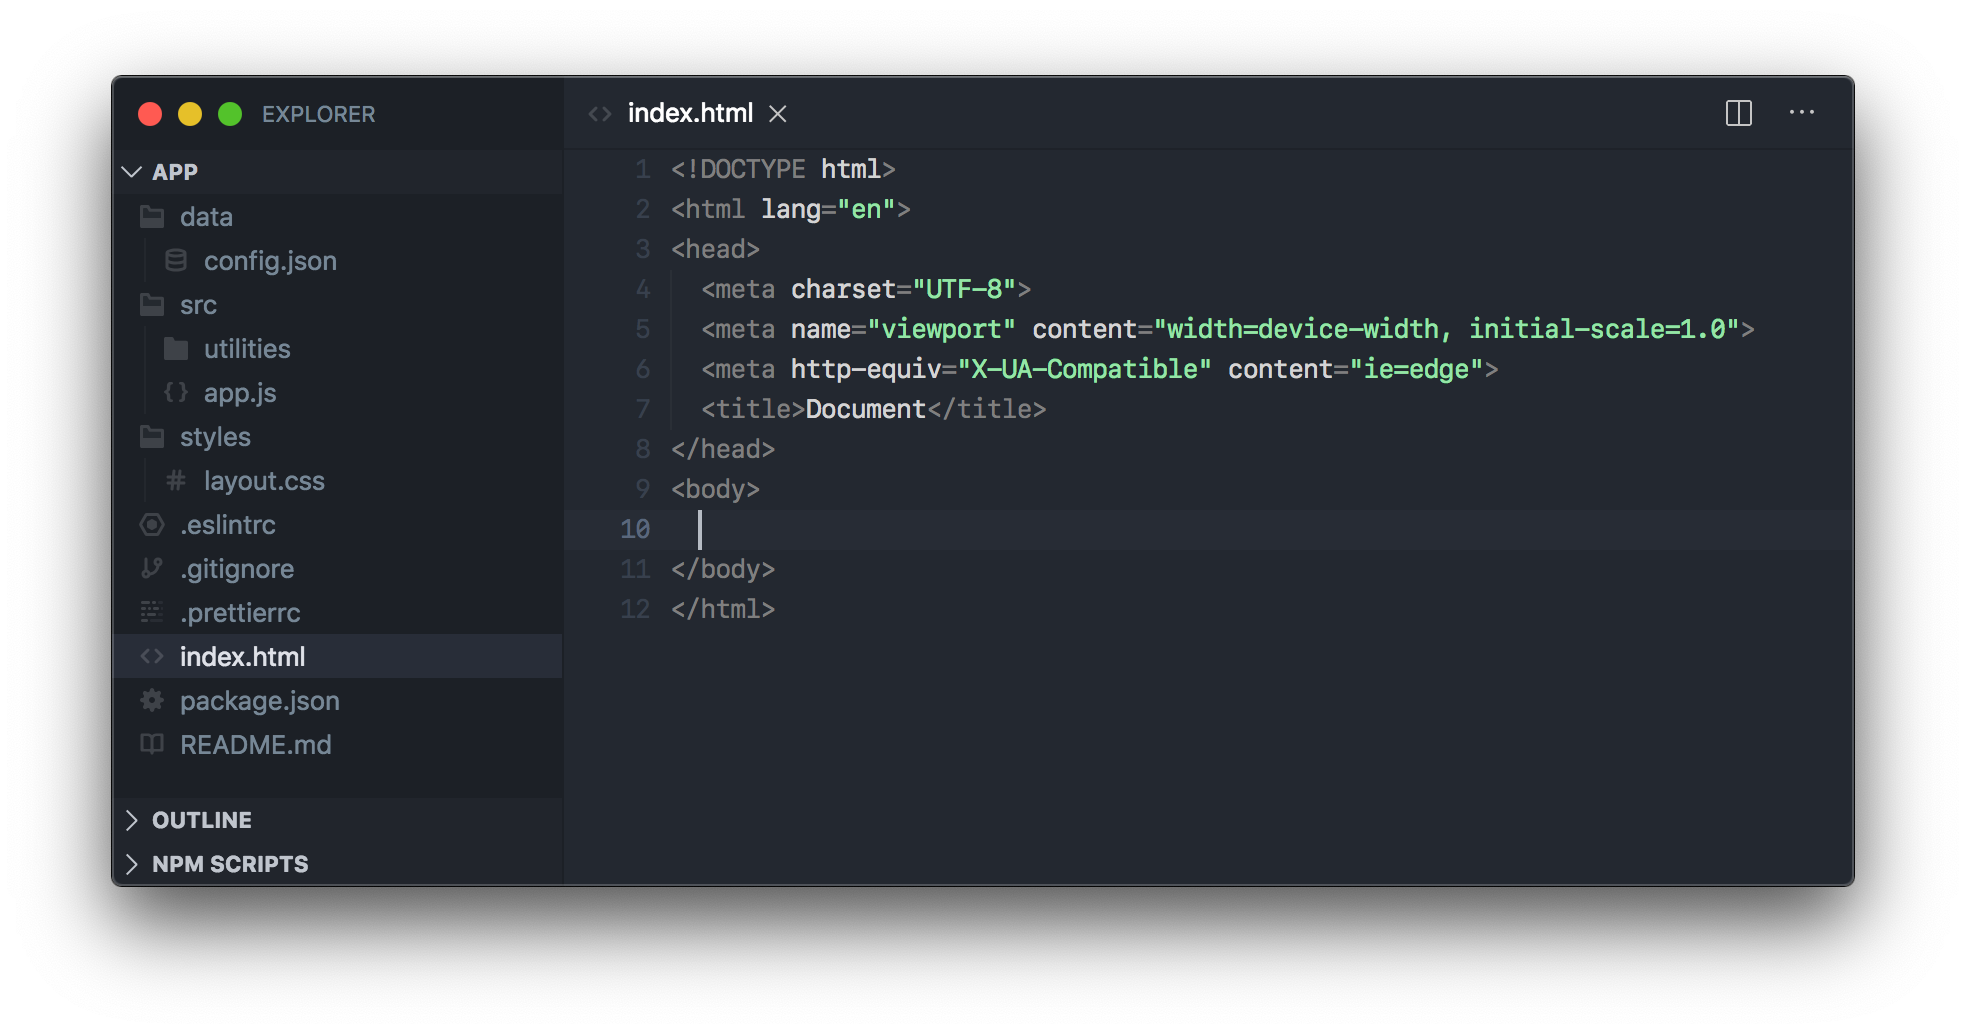 EXPLORER
APP
data
config.json
src
utilities
app.js
styles
layout.css
.eslintrc
.gitignore
.prettierrc
index.html
package.json
README.md
OUTLINE
NPM SCRIPTS
index.html
1 <!DOCTYPE html>
2 <html lang="en">
3 <head>
4   <meta charset="UTF-8">
5   <meta name="viewport" content="width=device-width, initial-scale=1.0">
6   <meta http-equiv="X-UA-Compatible" content="ie=edge">
7   <title>Document</title>
8 </head>
9 <body>
10
11 </body>
12 </html>